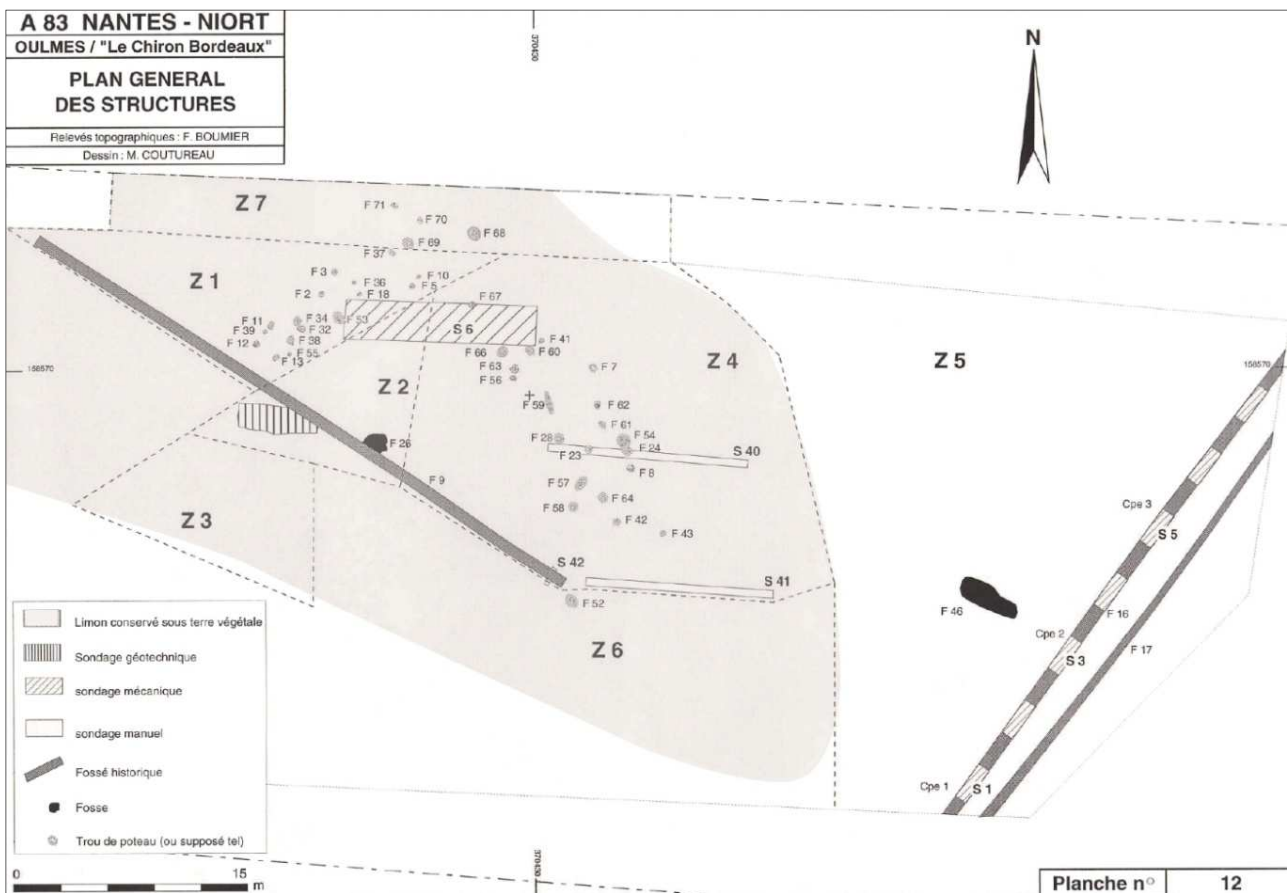 A 83 NANTES - NIORT
OULMES / "Le Chiron Bordeaux"
PLAN GENERAL
DES STRUCTURES
Relevés topographiques : F. BOUMIER
Dessin : M. COUTUREAU
370430
N
Z 7
F 71
F 70
F 68
F 69
F 37
Z 1
F 3
F 10
F 36
F 5
F 2
F 18
F 67
F 11
F 34
F 53
F 39
F 32
S 6
F 41
F 12
F 38
F 66
F 60
F 55
F 13
F 63
F 7
Z 4
Z 5
158570
158570
F 56
Z 2
F 59
F 62
F 61
F 28
F 54
F 26
F 23
F 24
S 40
F 8
F 9
F 57
F 64
Cpe 3
F 58
Z 3
F 42
F 43
S 5
S 42
S 41
F 52
F 46
F 16
Cpe 2
Z 6
S 3
F 17
Cpe 1
S 1
Limon conservé sous terre végétale
Sondage géotechnique
sondage mécanique
sondage manuel
Fossé historique
Fosse
Trou de poteau (ou supposé tel)
0 15
m
370430
Planche n° 12